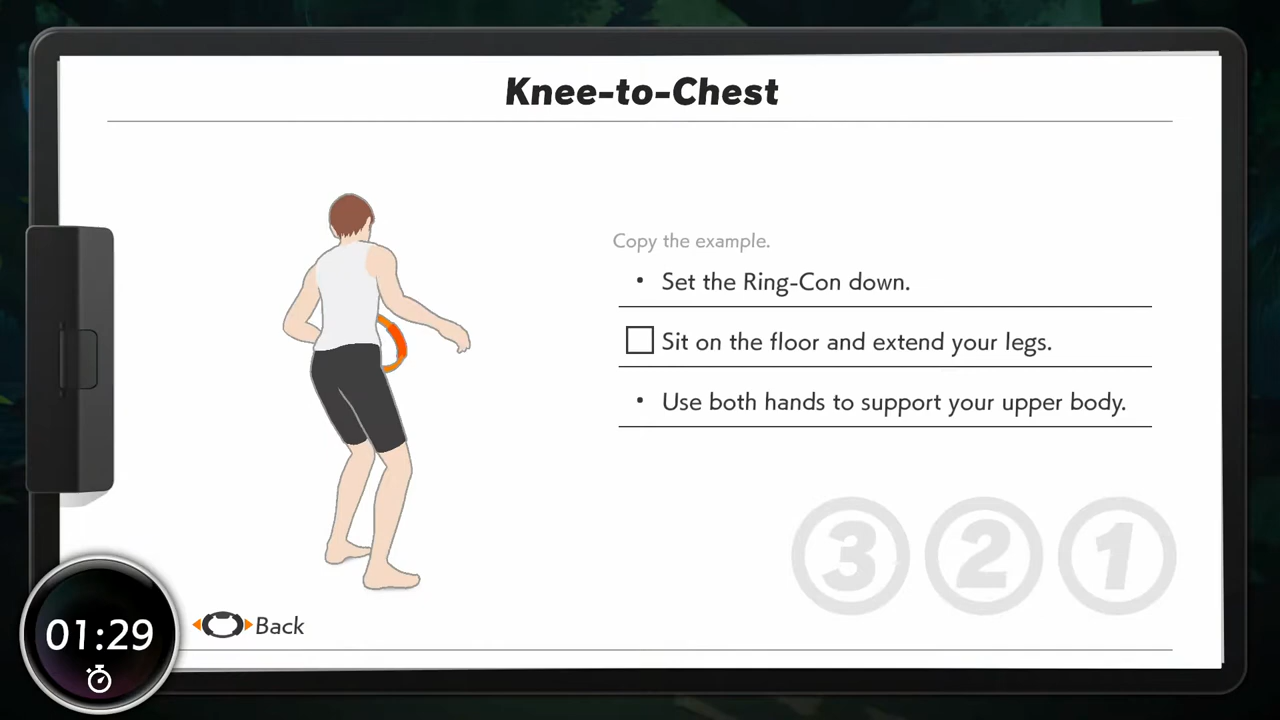 Knee-to-Chest
Copy the example.
• Set the Ring-Con down.
Sit on the floor and extend your legs.
• Use both hands to support your upper body.
3 2 1
Back
01:29